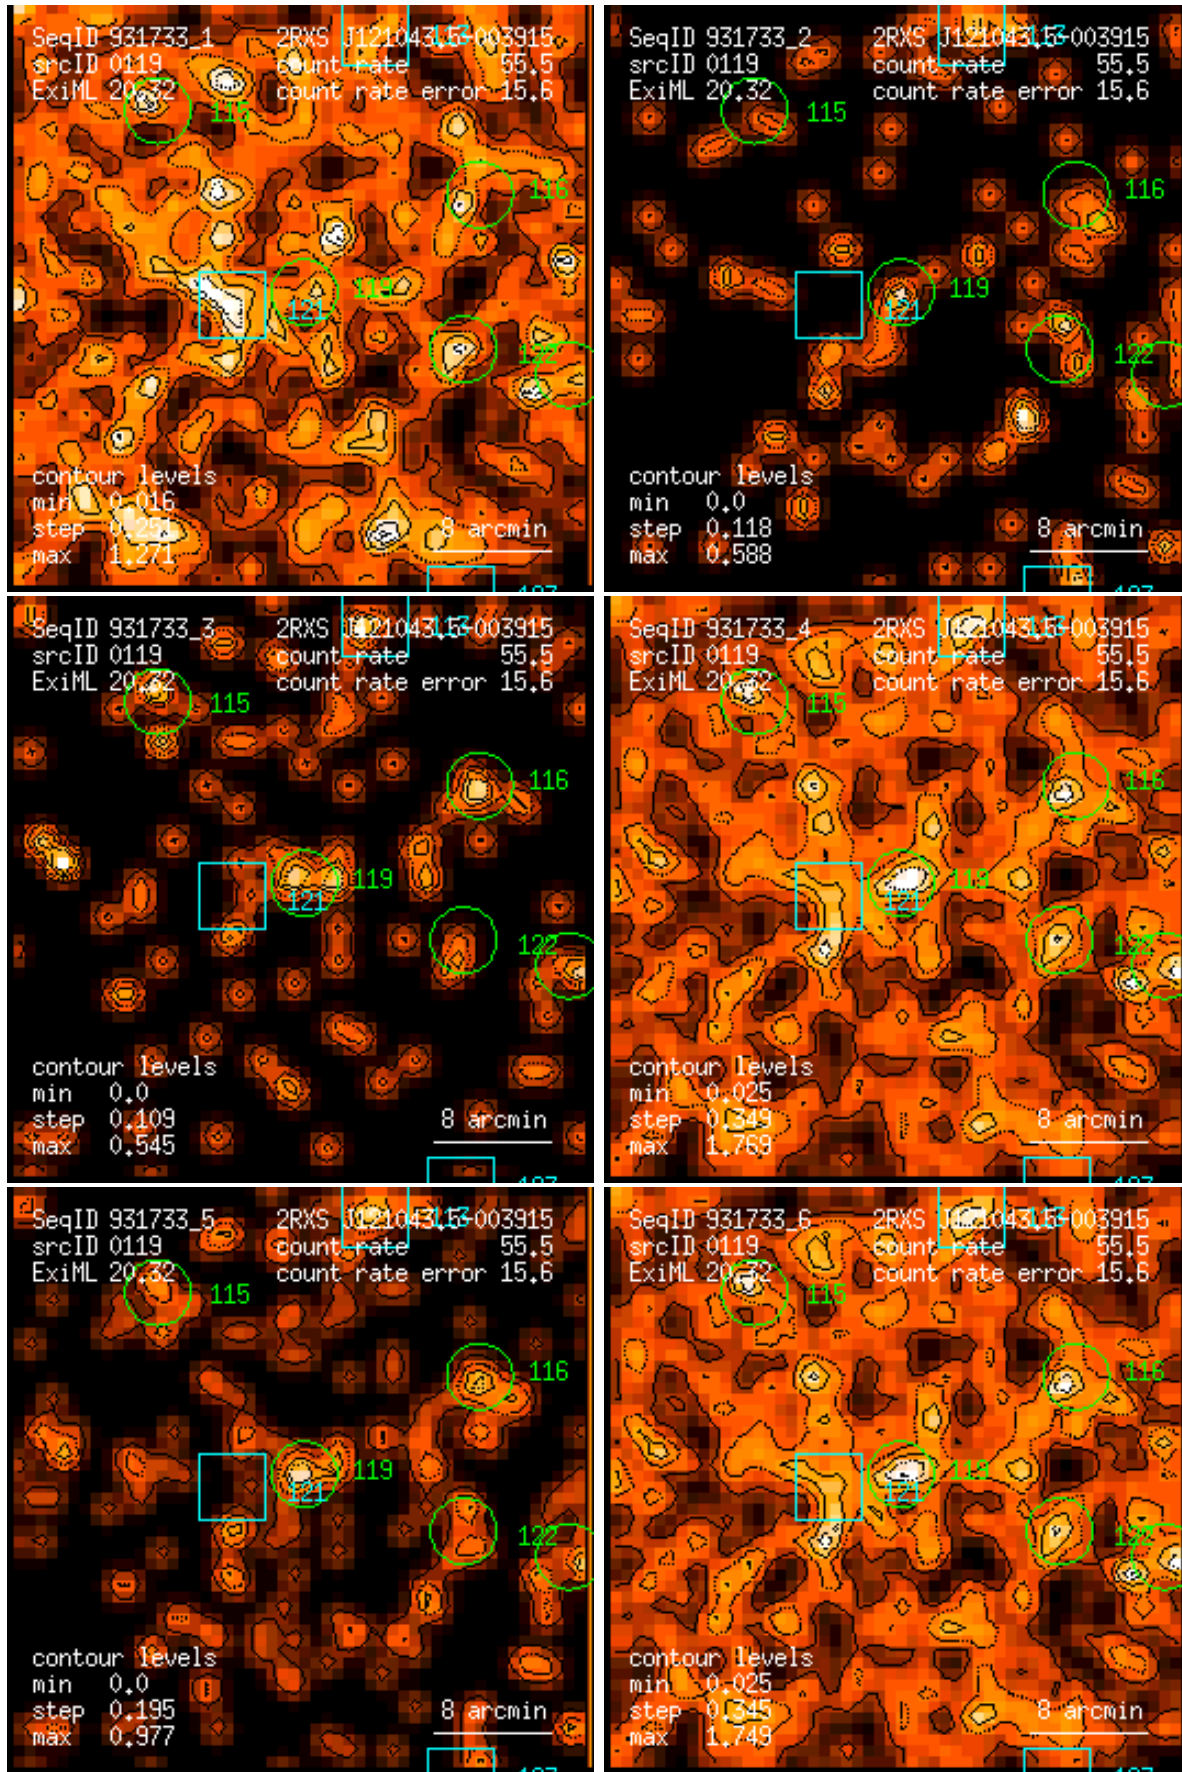 SeqID 931733_1 2RXS J121043.5-003915
srcID 0119 count rate 55.5
ExiML 20.32 count rate error 15.6
115
116
119
121
122
contour levels
min 0.016
step 0.251
max 1.271
8 arcmin
SeqID 931733_2 2RXS J121043.5-003915
srcID 0119 count rate 55.5
ExiML 20.32 count rate error 15.6
115
116
119
121
122
contour levels
min 0.0
step 0.118
max 0.588
8 arcmin
SeqID 931733_3 2RXS J121043.5-003915
srcID 0119 count rate 55.5
ExiML 20.32 count rate error 15.6
115
116
119
121
122
contour levels
min 0.0
step 0.109
max 0.545
8 arcmin
SeqID 931733_4 2RXS J121043.5-003915
srcID 0119 count rate 55.5
ExiML 20.32 count rate error 15.6
115
116
119
121
122
contour levels
min 0.025
step 0.349
max 1.769
8 arcmin
SeqID 931733_5 2RXS J121043.5-003915
srcID 0119 count rate 55.5
ExiML 20.32 count rate error 15.6
115
116
119
121
122
contour levels
min 0.0
step 0.195
max 0.977
8 arcmin
SeqID 931733_6 2RXS J121043.5-003915
srcID 0119 count rate 55.5
ExiML 20.32 count rate error 15.6
115
116
119
121
122
contour levels
min 0.025
step 0.345
max 1.749
8 arcmin